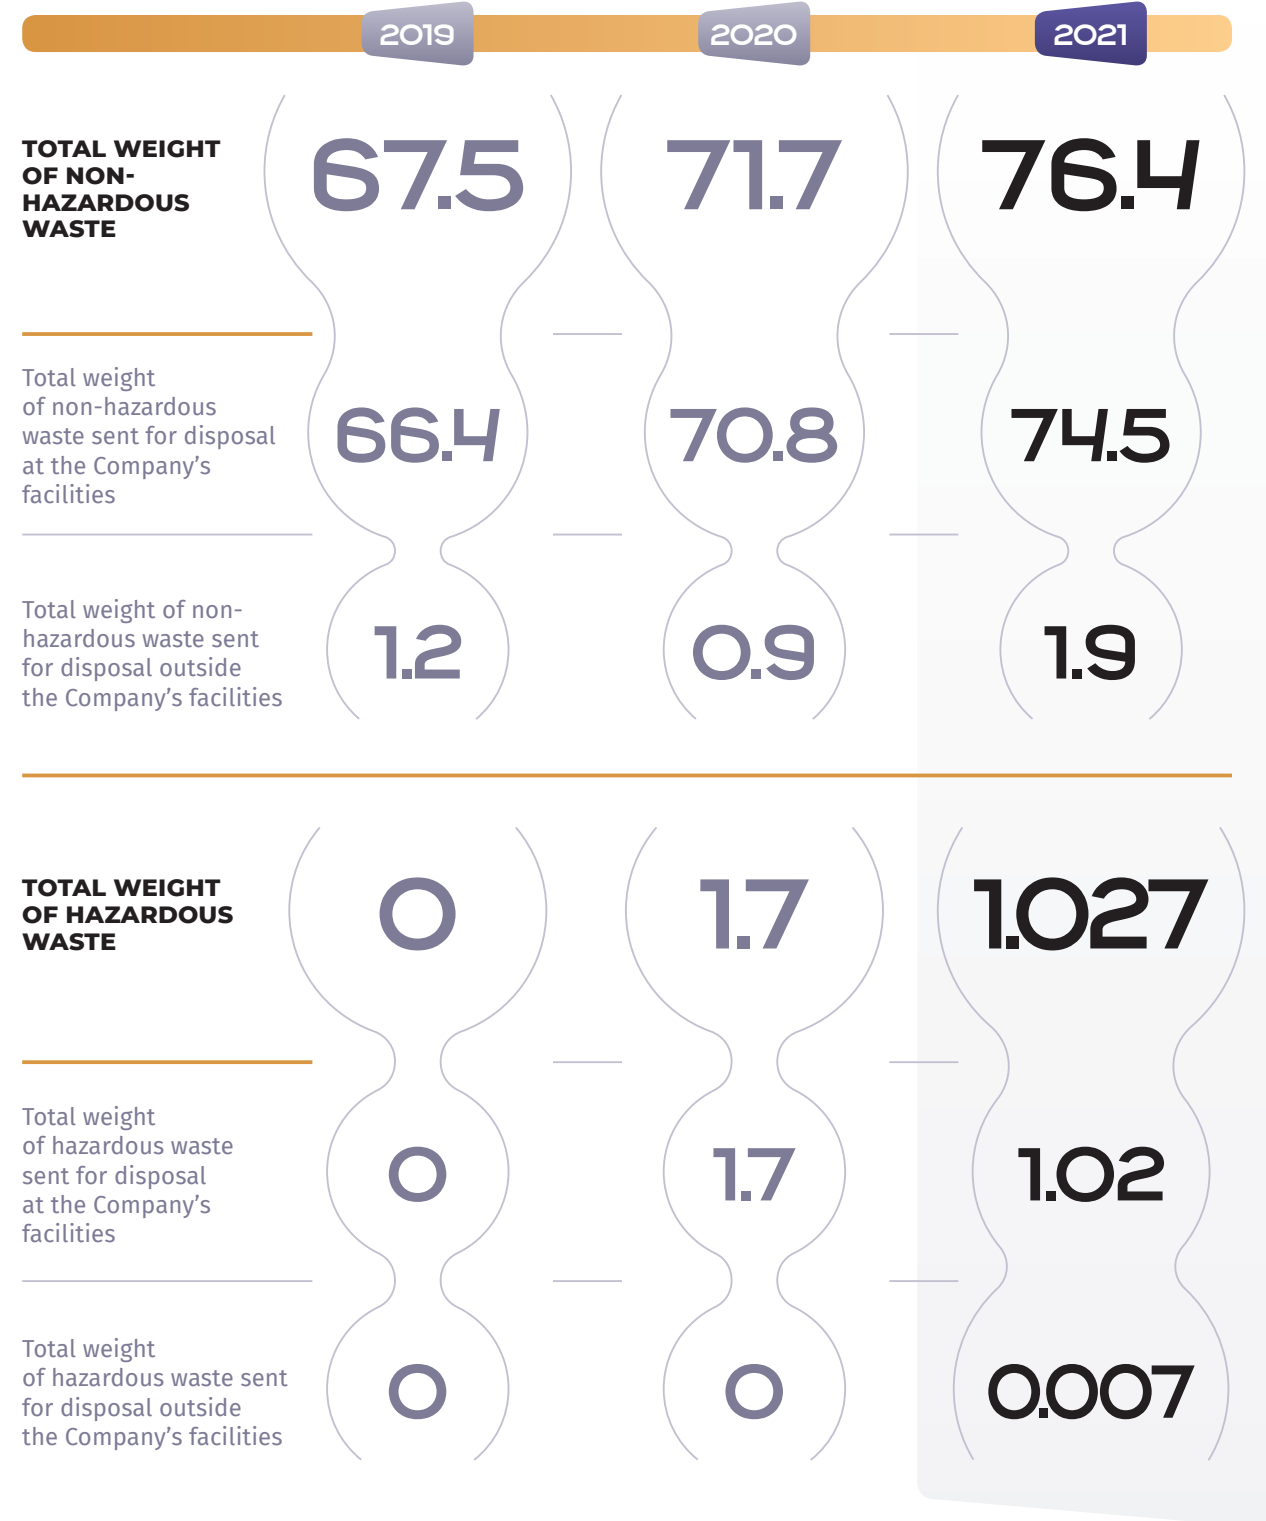 2019 2020 2021
TOTAL WEIGHT
OF NON-
HAZARDOUS
WASTE
67.5 71.7 76.4
Total weight
of non-hazardous
waste sent for disposal
at the Company’s
facilities
66.4 70.8 74.5
Total weight of non-
hazardous waste sent
for disposal outside
the Company’s facilities
1.2 0.9 1.9
TOTAL WEIGHT
OF HAZARDOUS
WASTE
0 1.7 1.027
Total weight
of hazardous waste
sent for disposal
at the Company’s
facilities
0 1.7 1.02
Total weight
of hazardous waste sent
for disposal outside
the Company’s facilities
0 0 0.007